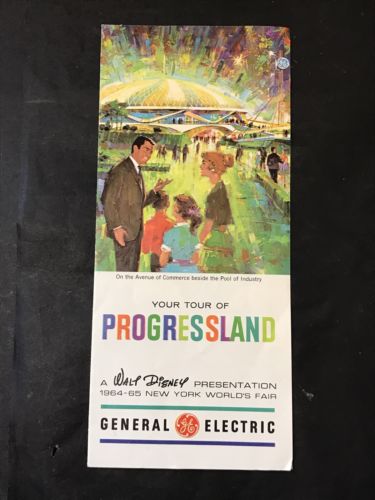 On the Avenue of Commerce beside the Pool of Industry
YOUR TOUR OF
PROGRESSLAND
A Walt Disney PRESENTATION
1964-65 NEW YORK WORLD'S FAIR
GENERAL GE ELECTRIC